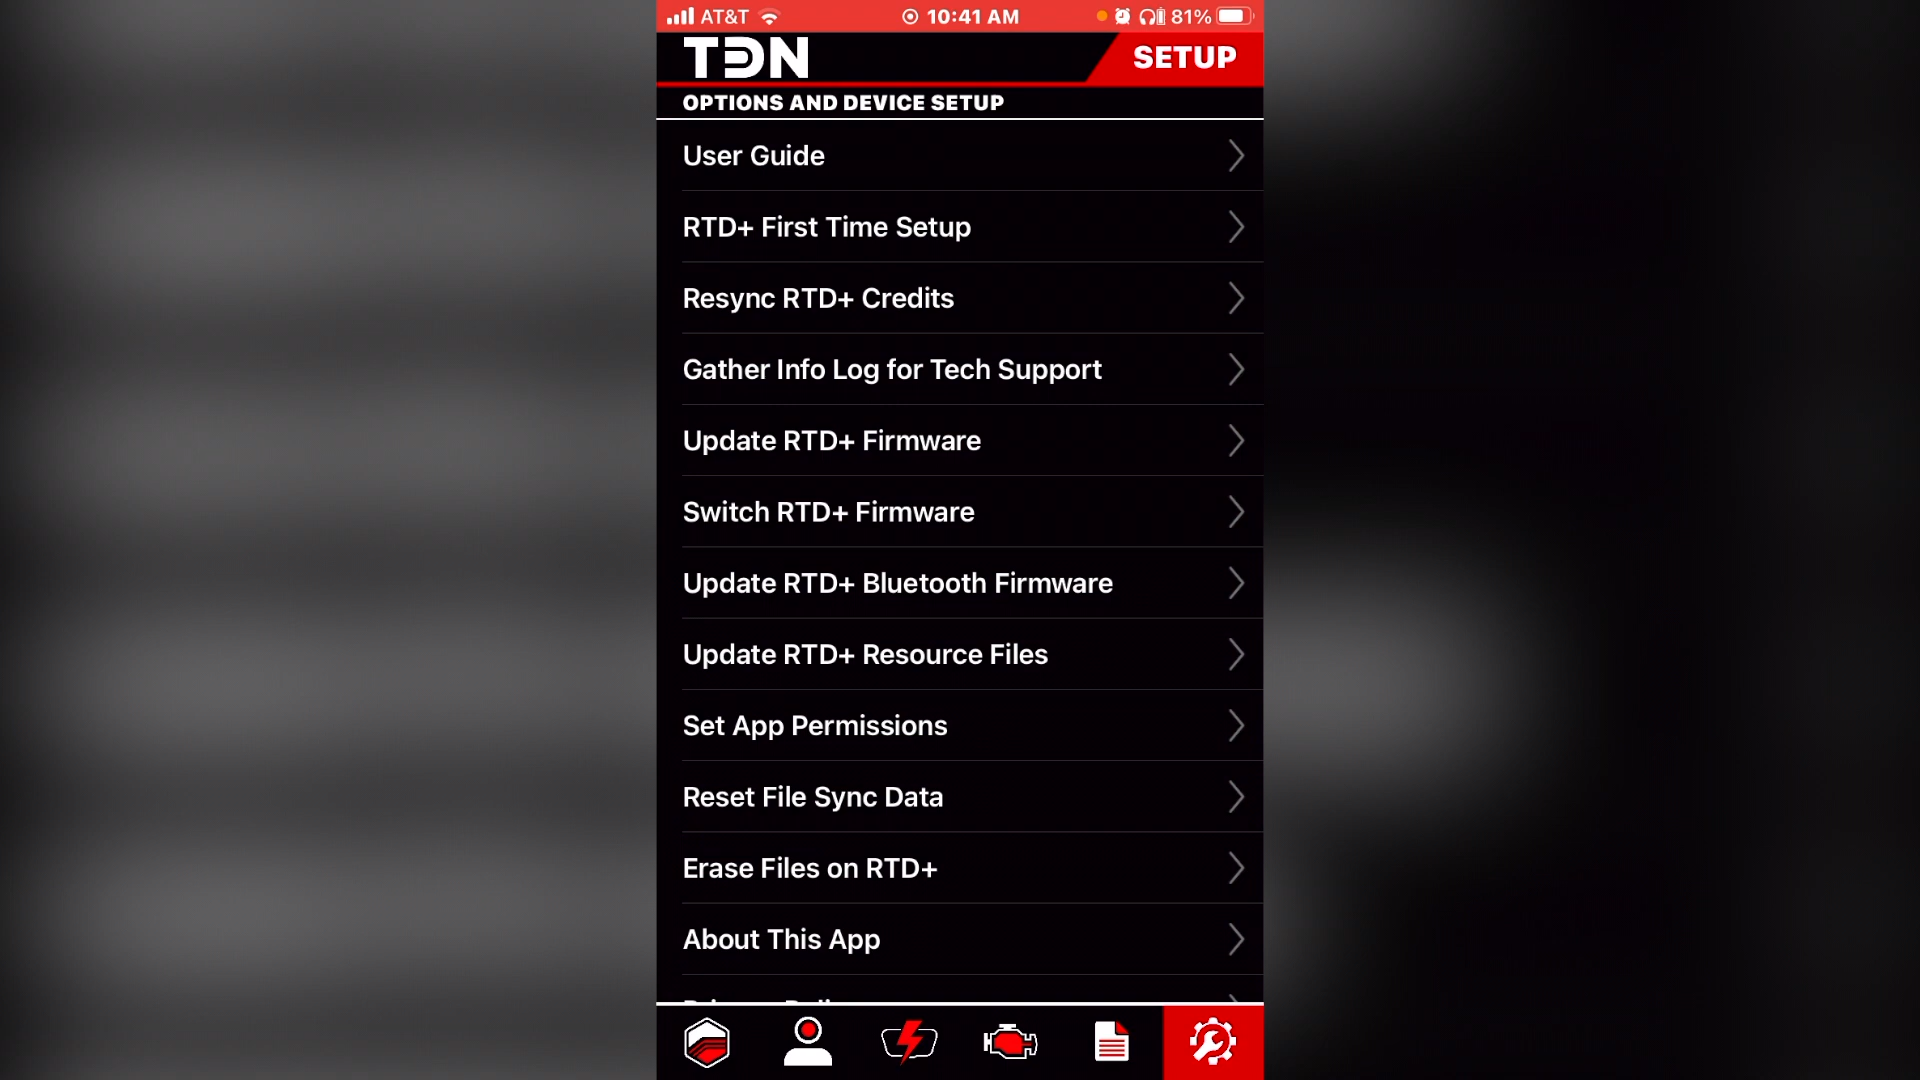 AT&T 10:41 AM 81%
TDN SETUP
OPTIONS AND DEVICE SETUP
User Guide
RTD+ First Time Setup
Resync RTD+ Credits
Gather Info Log for Tech Support
Update RTD+ Firmware
Switch RTD+ Firmware
Update RTD+ Bluetooth Firmware
Update RTD+ Resource Files
Set App Permissions
Reset File Sync Data
Erase Files on RTD+
About This App